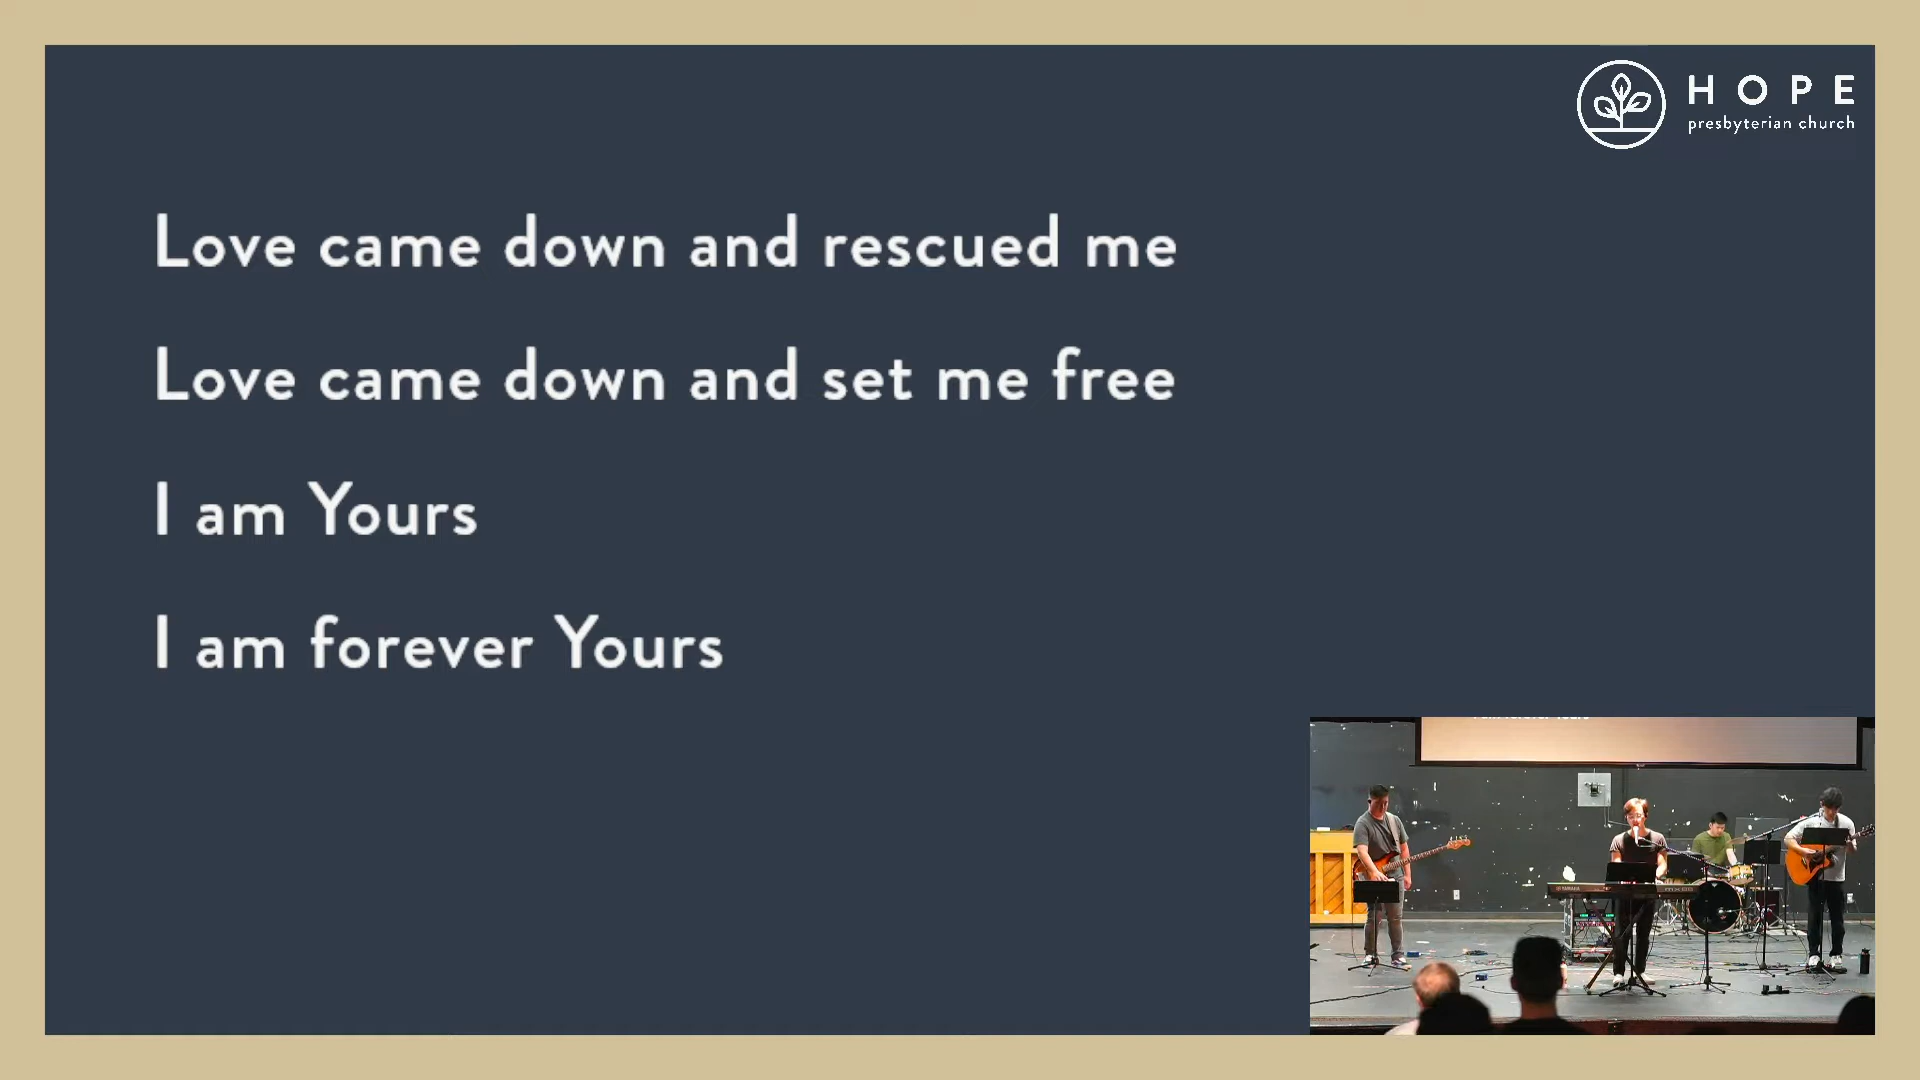 HOPE
presbyterian church
Love came down and rescued me
Love came down and set me free
I am Yours
I am forever Yours
YAMAHA